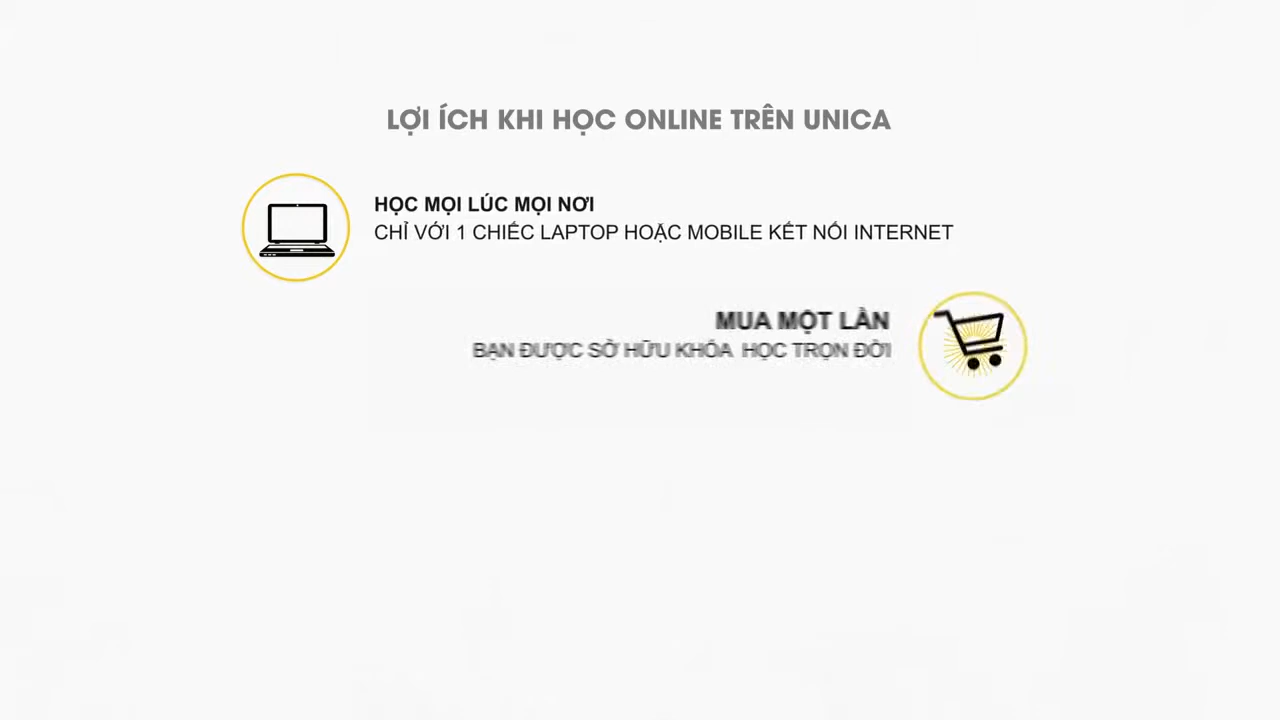 LỢI ÍCH KHI HỌC ONLINE TRÊN UNICA
HỌC MỌI LÚC MỌI NƠI
CHỈ VỚI 1 CHIẾC LAPTOP HOẶC MOBILE KẾT NỐI INTERNET
MUA MỘT LẦN
BẠN ĐƯỢC SỞ HỮU KHÓA HỌC TRỌN ĐỜI